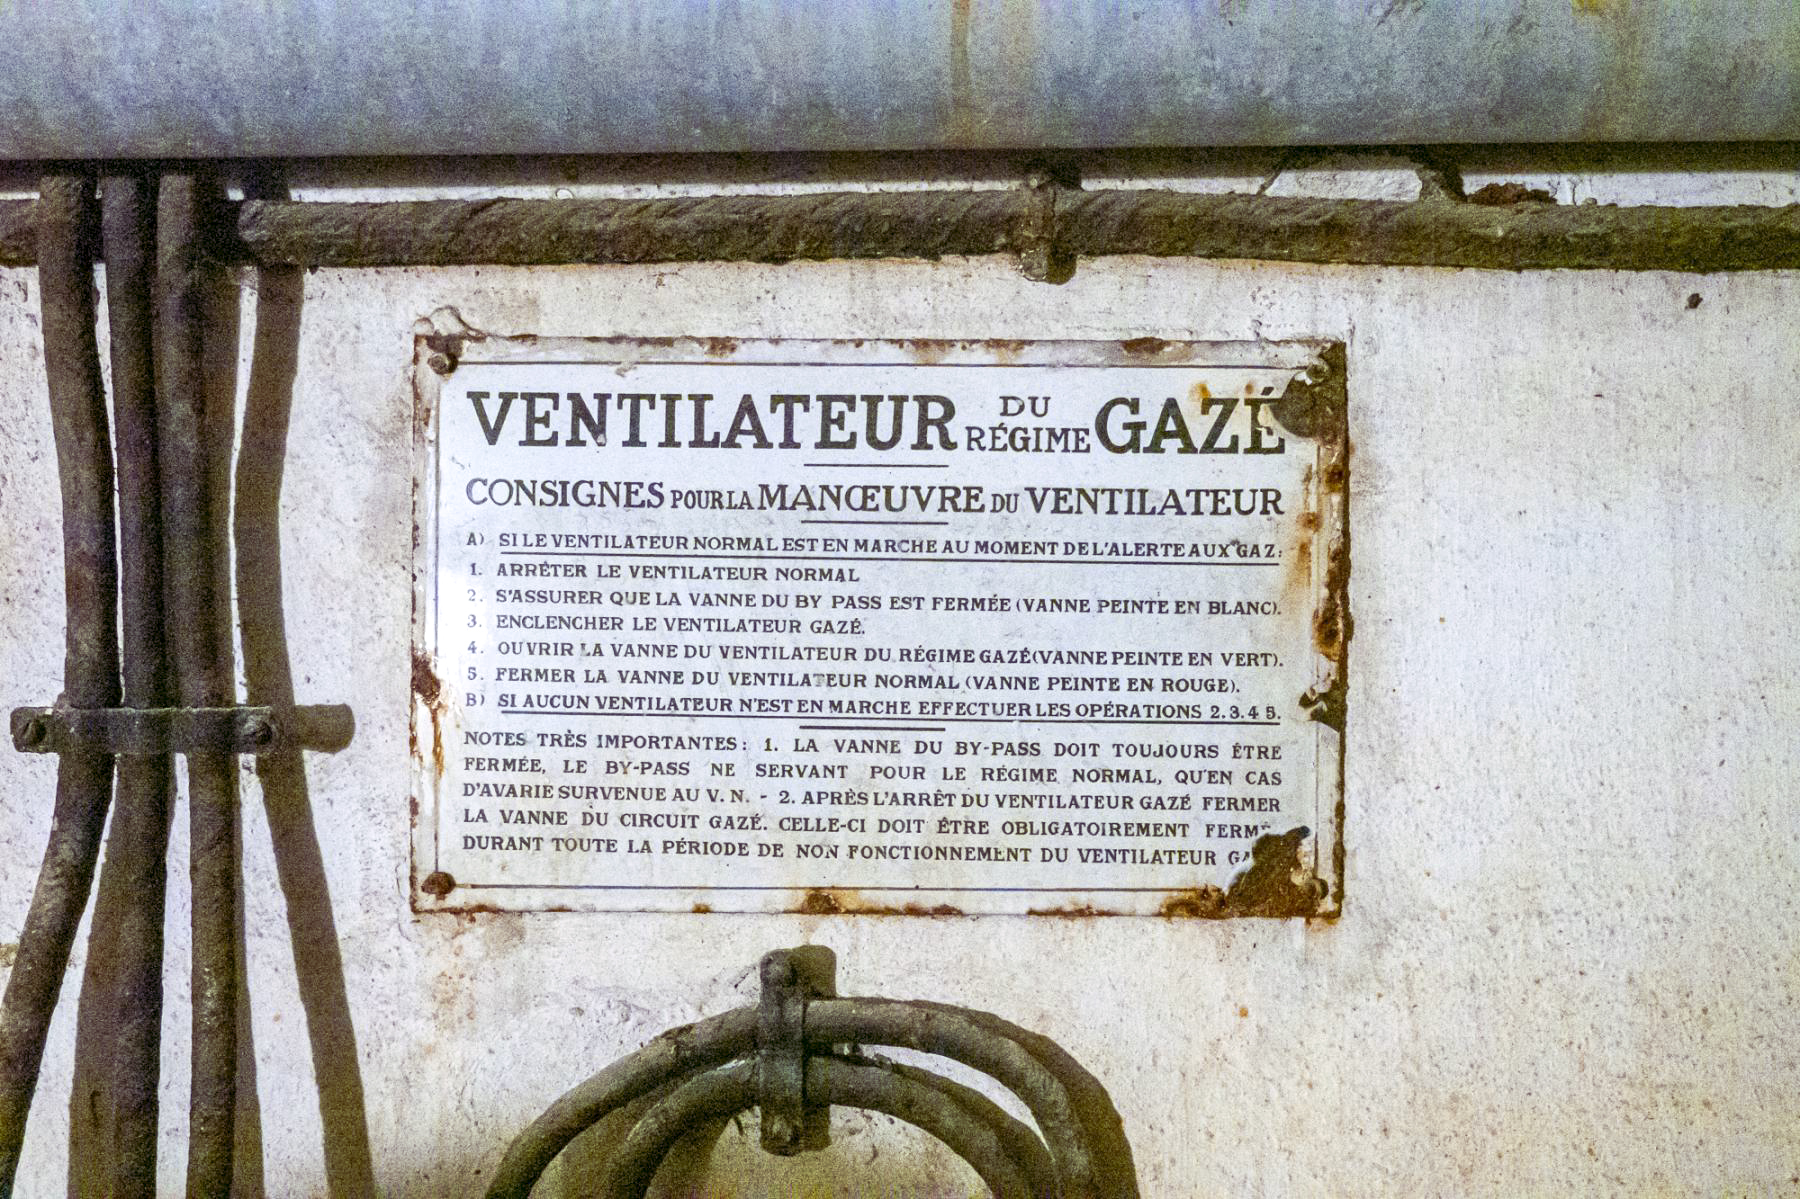 VENTILATEUR DU RÉGIME GAZÉ
CONSIGNES POUR LA MANŒUVRE DU VENTILATEUR
A) SI LE VENTILATEUR NORMAL EST EN MARCHE AU MOMENT DE L'ALERTE AUX GAZ:
1. ARRÊTER LE VENTILATEUR NORMAL
2. S'ASSURER QUE LA VANNE DU BY PASS EST FERMÉE (VANNE PEINTE EN BLANC).
3. ENCLENCHER LE VENTILATEUR GAZÉ.
4. OUVRIR LA VANNE DU VENTILATEUR DU RÉGIME GAZÉ (VANNE PEINTE EN VERT).
5. FERMER LA VANNE DU VENTILATEUR NORMAL (VANNE PEINTE EN ROUGE).
B) SI AUCUN VENTILATEUR N'EST EN MARCHE EFFECTUER LES OPÉRATIONS 2.3.4 5.
NOTES TRÈS IMPORTANTES: 1. LA VANNE DU BY-PASS DOIT TOUJOURS ÊTRE
FERMÉE, LE BY-PASS NE SERVANT POUR LE RÉGIME NORMAL, QU'EN CAS
D'AVARIE SURVENUE AU V. N. - 2. APRÈS L'ARRÊT DU VENTILATEUR GAZÉ FERMER
LA VANNE DU CIRCUIT GAZÉ. CELLE-CI DOIT ÊTRE OBLIGATOIREMENT
DURANT TOUTE LA PÉRIODE DE NON FONCTIONNEMENT DU VENTILATEUR